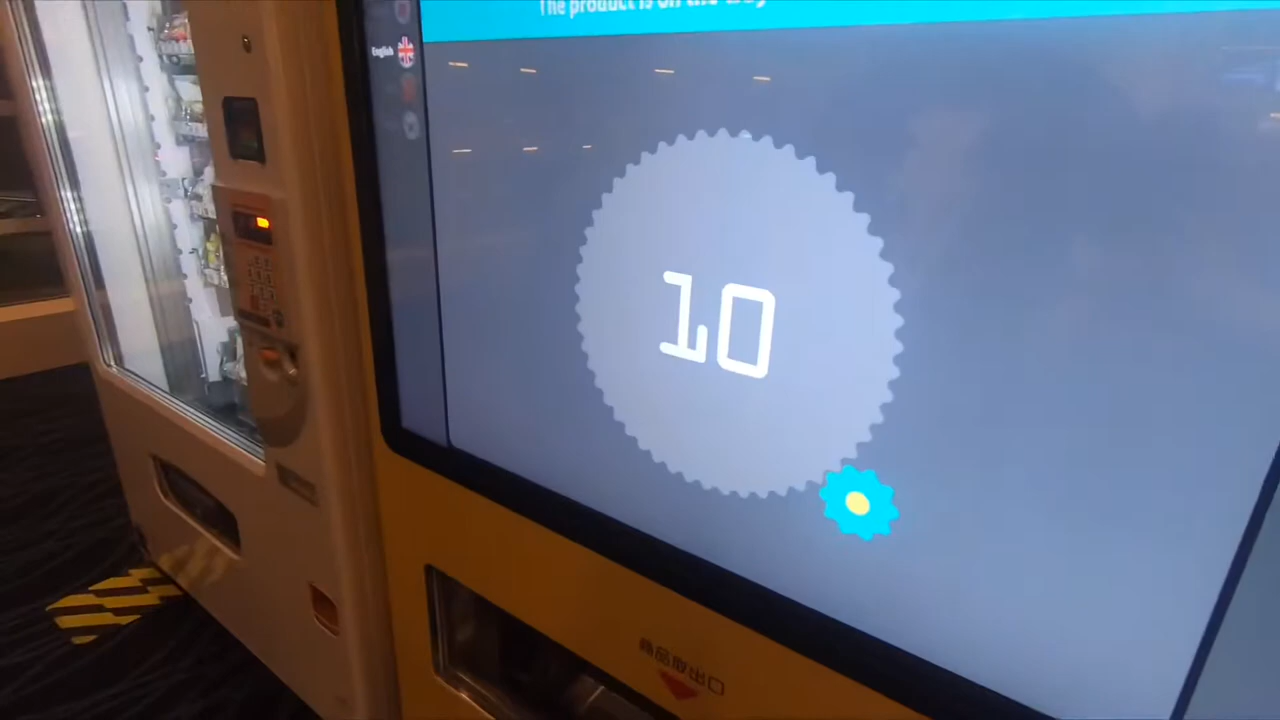 The product is on the way
English
10
商品取出口